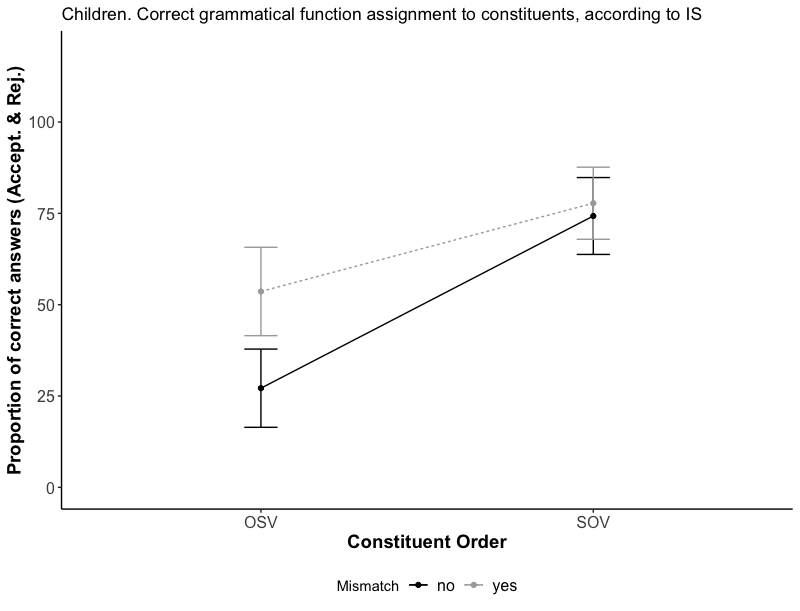 Children. Correct grammatical function assignment to constituents, according to IS
Proportion of correct answers (Accept. & Rej.)
100
75
50
25
0
OSV SOV
Constituent Order
Mismatch no yes